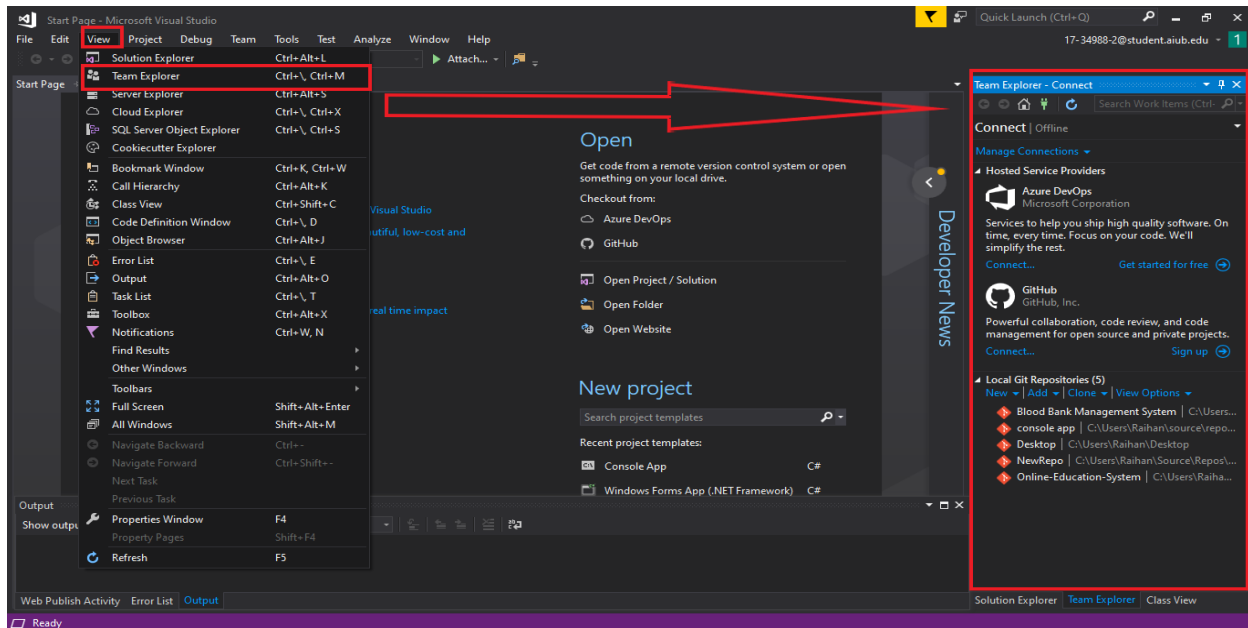 Start Page - Microsoft Visual Studio
Quick Launch (Ctrl+Q)
File Edit View Project Debug Team Tools Test Analyze Window Help
17-34988-2@student.aiub.edu
1
Attach...
Start Page
Solution Explorer Ctrl+Alt+L
Team Explorer Ctrl+\, Ctrl+M
Server Explorer Ctrl+Alt+S
Cloud Explorer Ctrl+\, Ctrl+X
SQL Server Object Explorer Ctrl+\, Ctrl+S
Cookiecutter Explorer
Bookmark Window Ctrl+K, Ctrl+W
Call Hierarchy Ctrl+Alt+K
Class View Ctrl+Shift+C
Code Definition Window Ctrl+\, D
Object Browser Ctrl+Alt+J
Error List Ctrl+\, E
Output Ctrl+Alt+O
Task List Ctrl+\, T
Toolbox Ctrl+Alt+X
Notifications Ctrl+W, N
Find Results
Other Windows
Toolbars
Full Screen Shift+Alt+Enter
All Windows Shift+Alt+M
Navigate Backward Ctrl+-
Navigate Forward Ctrl+Shift+-
Next Task
Previous Task
Properties Window F4
Property Pages Shift+F4
Refresh F5
Visual Studio
low-cost and
real time impact
Open
Get code from a remote version control system or open
something on your local drive.
Checkout from:
Azure DevOps
GitHub
Open Project / Solution
Open Folder
Open Website
New project
Search project templates
Recent project templates:
Console App C#
Windows Forms App (.NET Framework) C#
Developer News
Team Explorer - Connect
Search Work Items (Ctrl-
Connect | Offline
Manage Connections
Hosted Service Providers
Azure DevOps
Microsoft Corporation
Services to help you ship high quality software. On
time, every time. Focus on your code. We'll
simplify the rest.
Connect... Get started for free
GitHub
GitHub, Inc.
Powerful collaboration, code review, and code
management for open source and private projects.
Connect... Sign up
Local Git Repositories (5)
New | Add | Clone | View Options
Blood Bank Management System | C:\Users...
console app | C:\Users\Raihan\source\repo...
Desktop | C:\Users\Raihan\Desktop
NewRepo | C:\Users\Raihan\Source\Repos\...
Online-Education-System | C:\Users\Raiha...
Output
Show outpu
Web Publish Activity Error List Output
Solution Explorer Team Explorer Class View
Ready